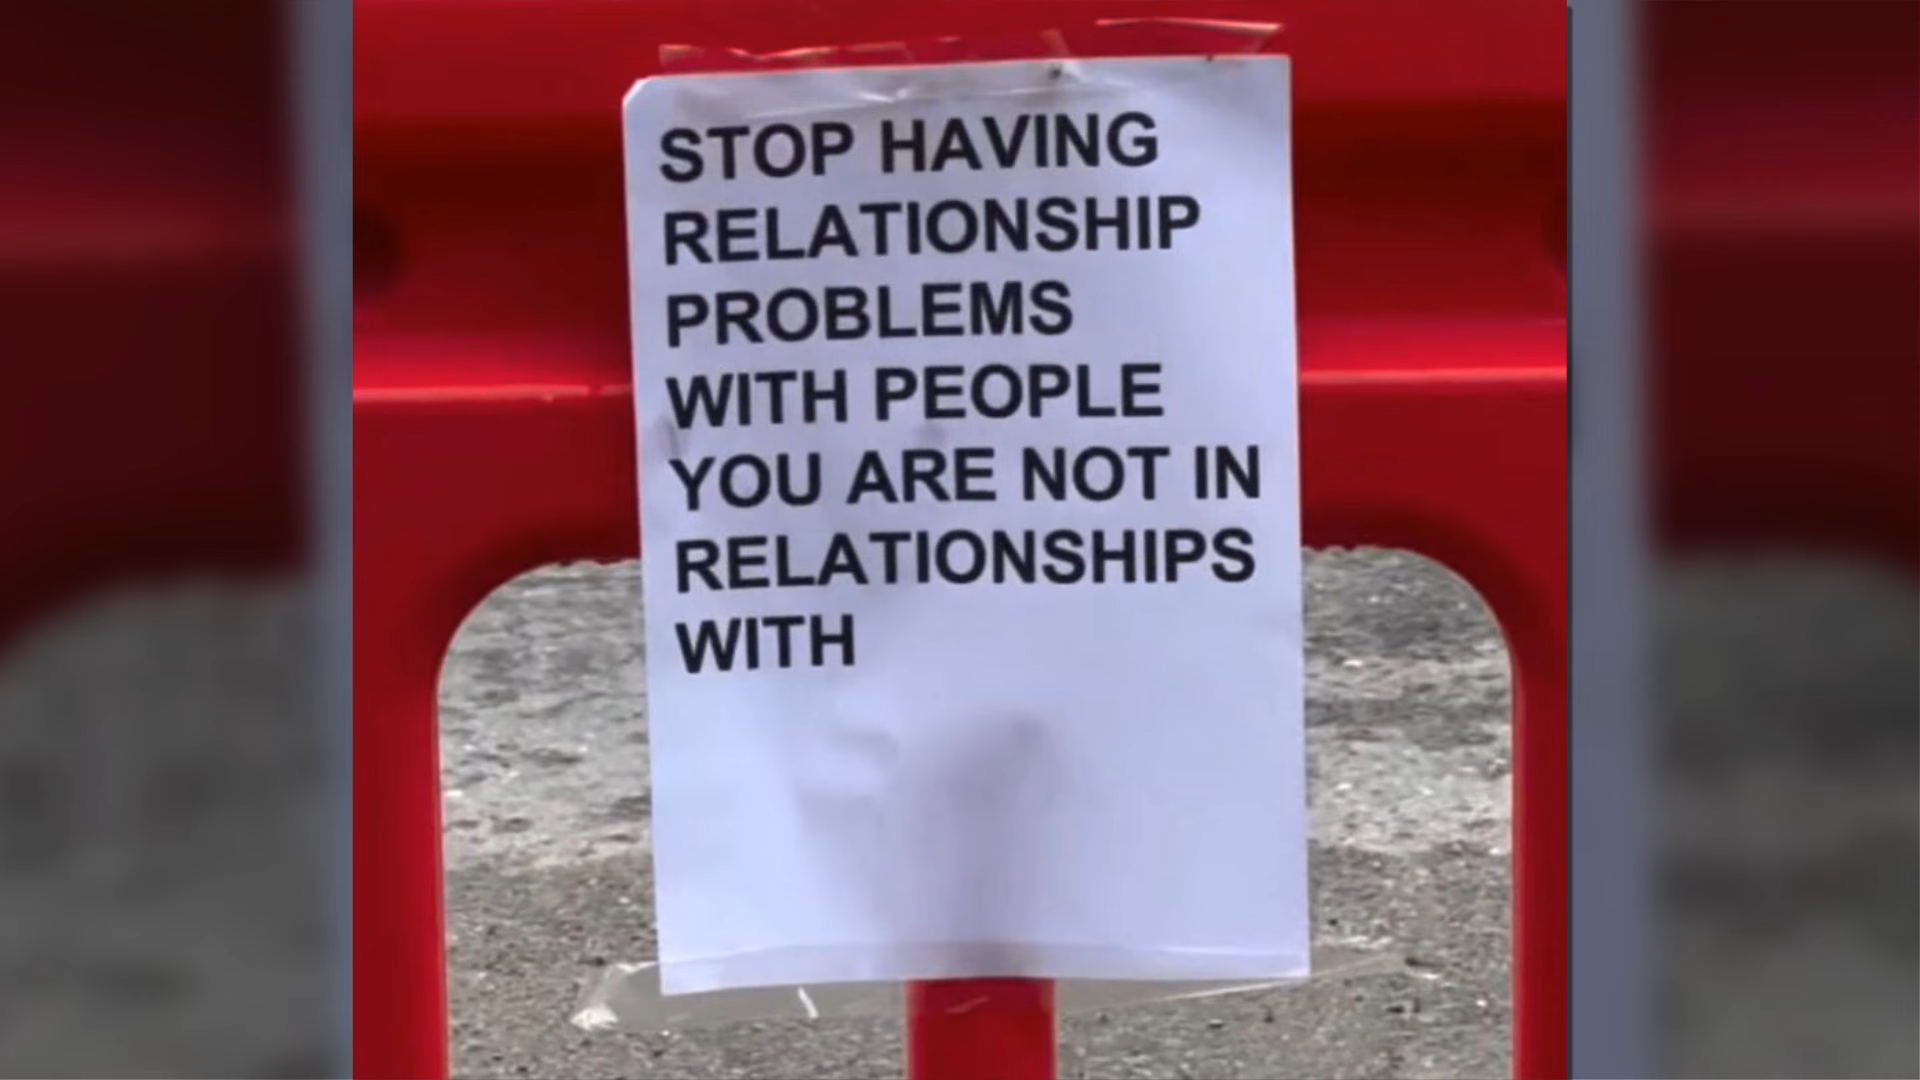 STOP HAVING
RELATIONSHIP
PROBLEMS
WITH PEOPLE
YOU ARE NOT IN
RELATIONSHIPS
WITH